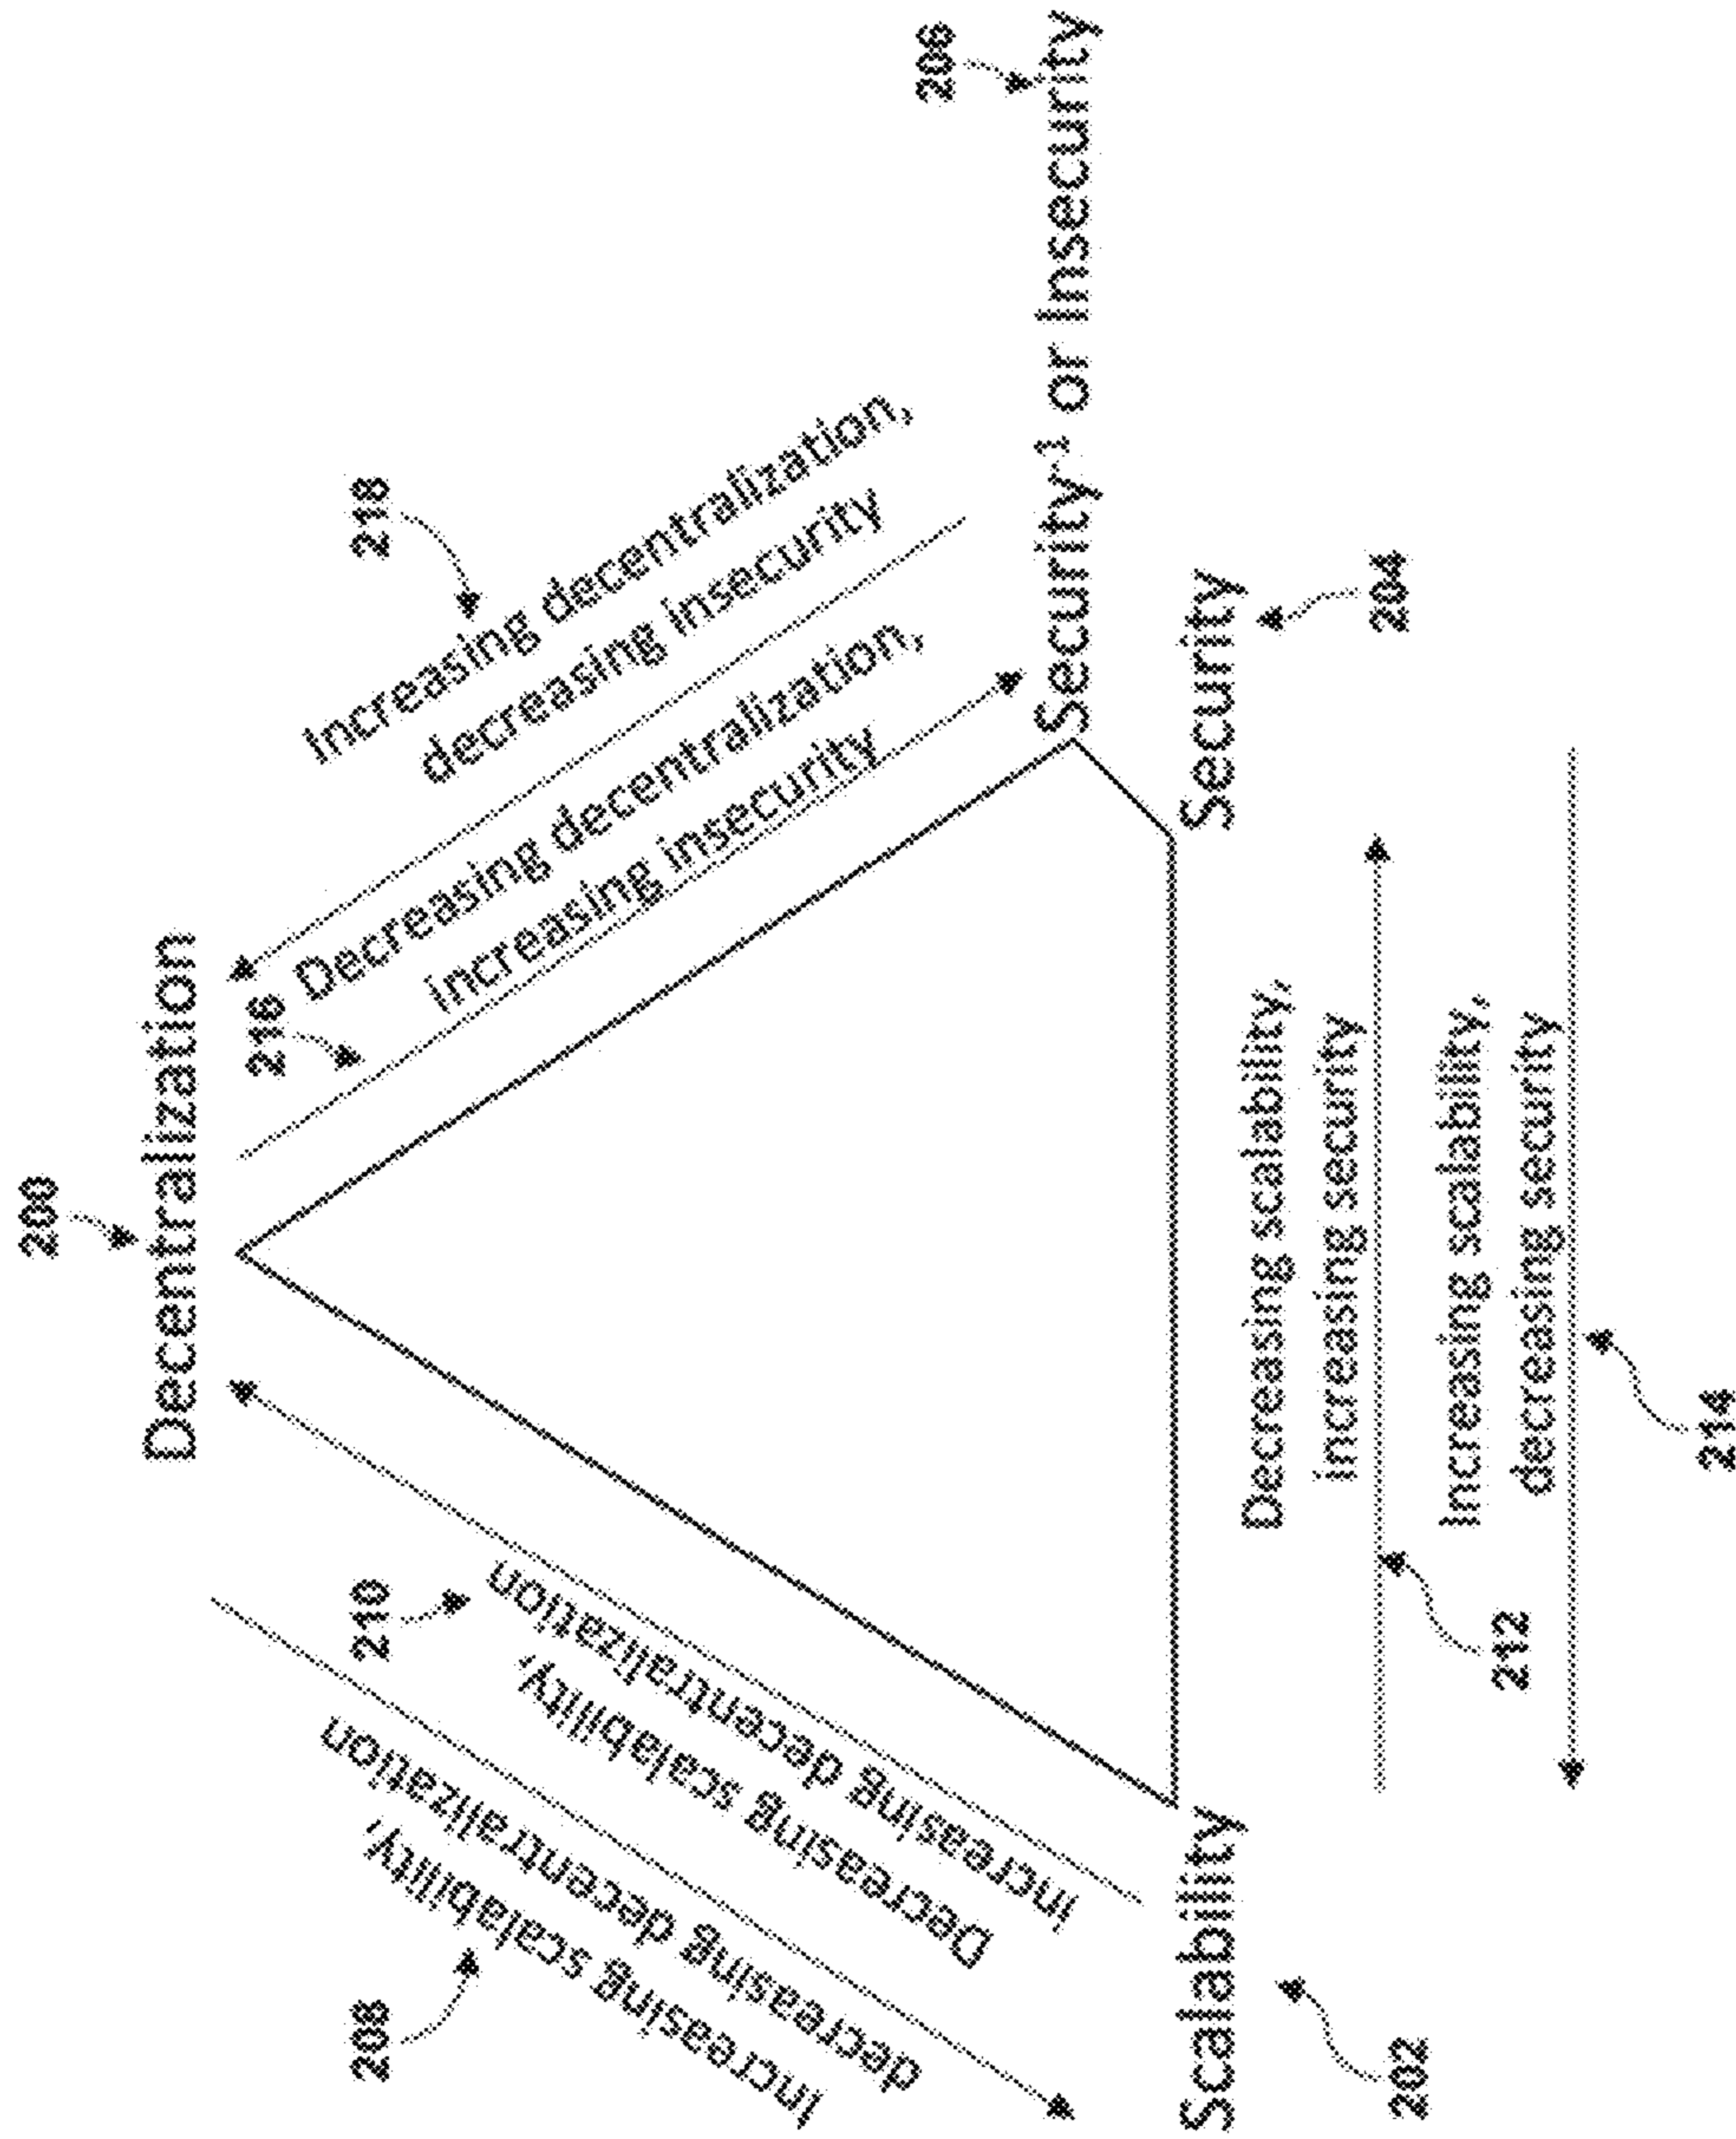 200
Decentralization
208
Increasing scalability,
decreasing decentralization
210
Decreasing scalability,
increasing decentralization
216
Decreasing decentralization,
increasing insecurity
218
Increasing decentralization,
decreasing insecurity
206
Security¹ or Insecurity
Scalability
202
Security
204
Decreasing scalability,
increasing security
212
Increasing scalability,
decreasing security
214